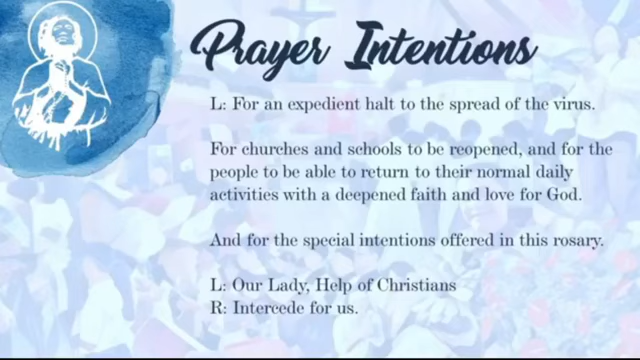 Prayer Intentions
L: For an expedient halt to the spread of the virus.
For churches and schools to be reopened, and for the
people to be able to return to their normal daily
activities with a deepened faith and love for God.
And for the special intentions offered in this rosary.
L: Our Lady, Help of Christians
R: Intercede for us.